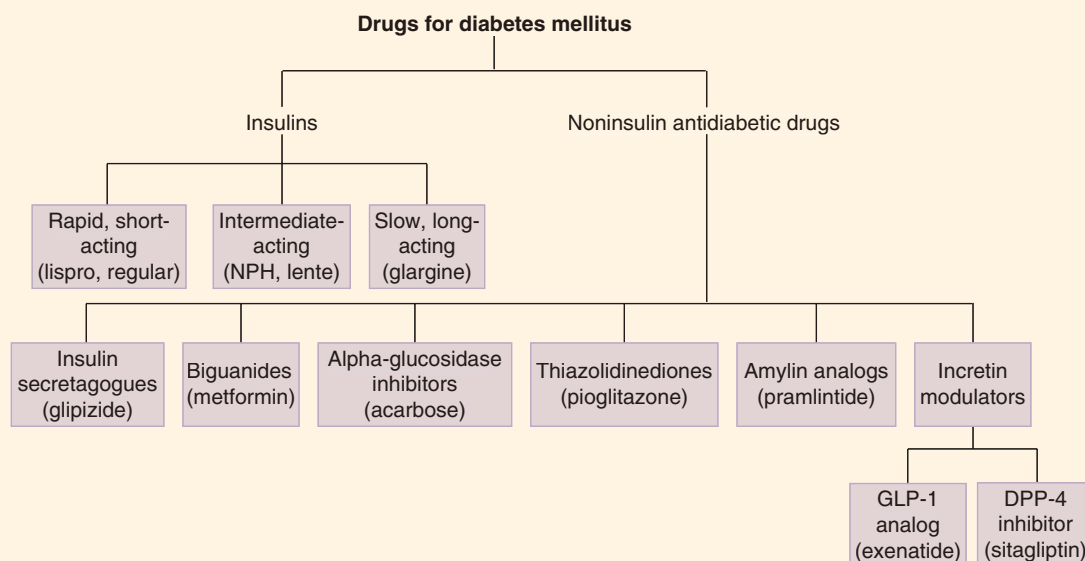 Drugs for diabetes mellitus
Insulins
Noninsulin antidiabetic drugs
Rapid, short-
acting
(lispro, regular)
Intermediate-
acting
(NPH, lente)
Slow, long-
acting
(glargine)
Insulin
secretagogues
(glipizide)
Biguanides
(metformin)
Alpha-glucosidase
inhibitors
(acarbose)
Thiazolidinediones
(pioglitazone)
Amylin analogs
(pramlintide)
Incretin
modulators
GLP-1
analog
(exenatide)
DPP-4
inhibitor
(sitagliptin)